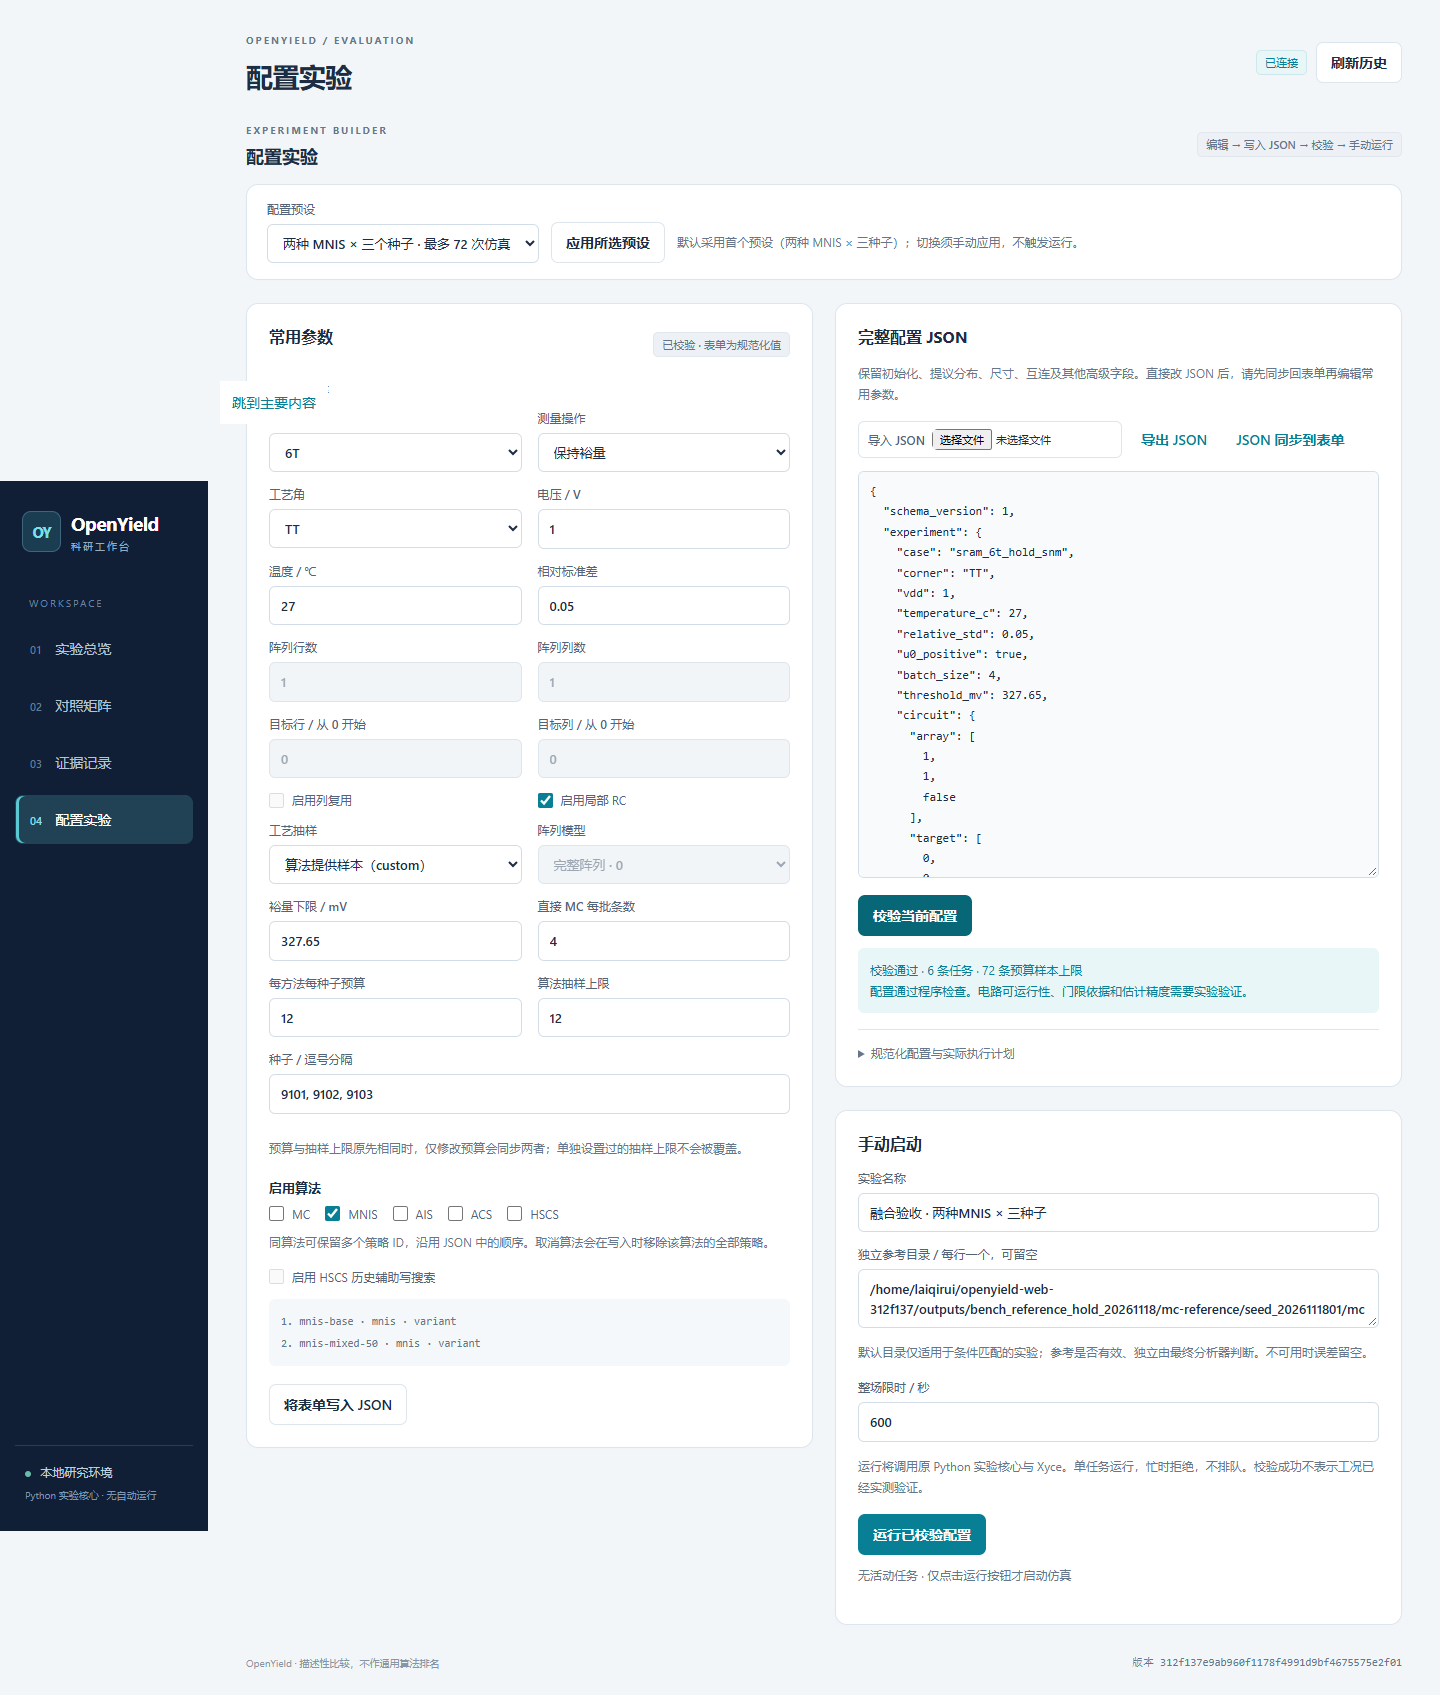 OPENYIELD / EVALUATION
配置实验
已连接
刷新历史
EXPERIMENT BUILDER
配置实验
编辑 → 写入 JSON → 校验 → 手动运行
配置预设
两种 MNIS × 三个种子 · 最多 72 次仿真
应用所选预设
默认采用首个预设（两种 MNIS × 三种子）；切换须手动应用，不触发运行。
常用参数
已校验 · 表单为规范化值
跳到主要内容
测量操作
6T
保持裕量
工艺角
电压 / V
TT
1
温度 / °C
相对标准差
27
0.05
阵列行数
阵列列数
1
1
目标行 / 从 0 开始
目标列 / 从 0 开始
0
0
启用列复用
启用局部 RC
工艺抽样
阵列模型
算法提供样本（custom）
完整阵列 · 0
裕量下限 / mV
直接 MC 每批条数
327.65
4
每方法每种子预算
算法抽样上限
12
12
种子 / 逗号分隔
9101, 9102, 9103
预算与抽样上限原先相同时，仅修改预算会同步两者；单独设置过的抽样上限不会被覆盖。
启用算法
MC
MNIS
AIS
ACS
HSCS
同算法可保留多个策略 ID，沿用 JSON 中的顺序。取消算法会在写入时移除该算法的全部策略。
启用 HSCS 历史辅助写搜索
1. mnis-base · mnis · variant
2. mnis-mixed-50 · mnis · variant
将表单写入 JSON
完整配置 JSON
保留初始化、提议分布、尺寸、互连及其他高级字段。直接改 JSON 后，请先同步回表单再编辑常
用参数。
导入 JSON
选择文件
未选择文件
导出 JSON
JSON 同步到表单
{
"schema_version": 1,
"experiment": {
"case": "sram_6t_hold_snm",
"corner": "TT",
"vdd": 1,
"temperature_c": 27,
"relative_std": 0.05,
"u0_positive": true,
"batch_size": 4,
"threshold_mv": 327.65,
"circuit": {
"array": [
1,
1,
false
],
"target": [
0,
校验当前配置
校验通过 · 6 条任务 · 72 条预算样本上限
配置通过程序检查。电路可运行性、门限依据和估计精度需要实验验证。
规范化配置与实际执行计划
手动启动
实验名称
融合验收 · 两种MNIS × 三种子
独立参考目录 / 每行一个，可留空
/home/laiqirui/openyield-web-
312f137/outputs/bench_reference_hold_20261118/mc-reference/seed_2026111801/mc
默认目录仅适用于条件匹配的实验；参考是否有效、独立由最终分析器判断。不可用时误差留空。
整场限时 / 秒
600
运行将调用原 Python 实验核心与 Xyce。单任务运行，忙时拒绝，不排队。校验成功不表示工况已
经实测验证。
运行已校验配置
无活动任务 · 仅点击运行按钮才启动仿真
OY
OpenYield
科研工作台
WORKSPACE
01 实验总览
02 对照矩阵
03 证据记录
04 配置实验
本地研究环境
Python 实验核心 · 无自动运行
OpenYield · 描述性比较，不作通用算法排名
版本 312f137e9ab960f1178f4991d9bf4675575e2f01